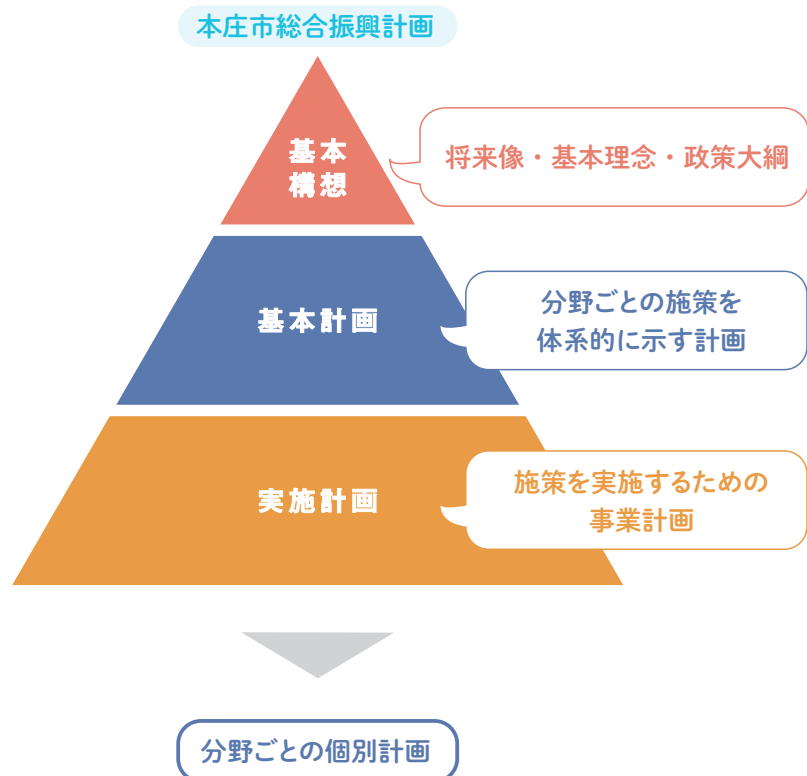 本庄市総合振興計画
基本
構想
将来像・基本理念・政策大綱
基本計画
分野ごとの施策を
体系的に示す計画
実施計画
施策を実施するための
事業計画
分野ごとの個別計画